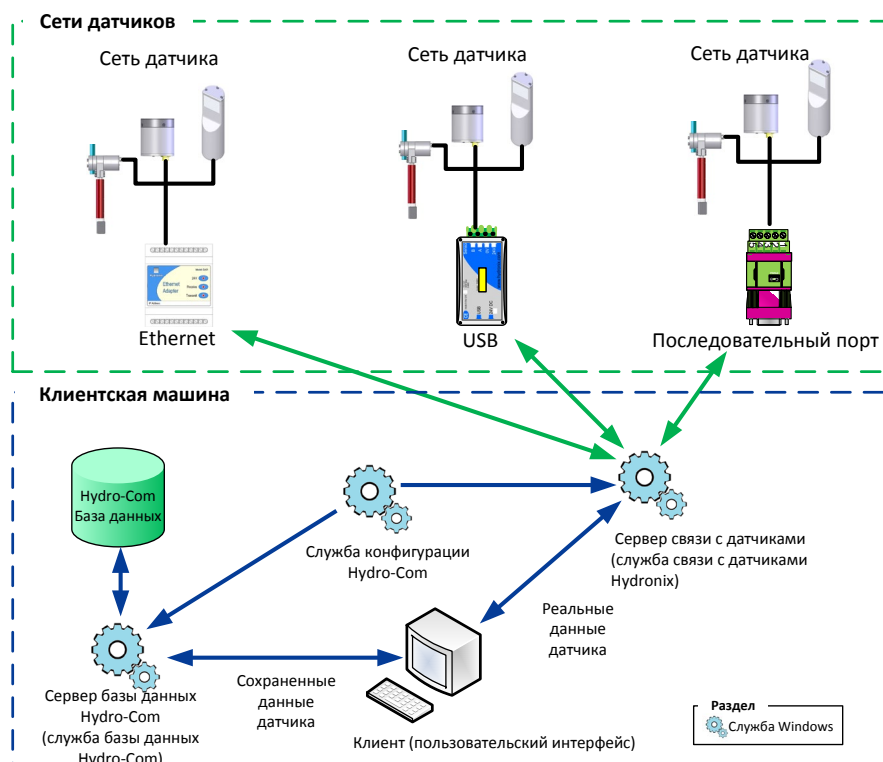 Сети датчиков
Сеть датчика
Сеть датчика
Сеть датчика
Ethernet
Adapter
Ethernet
USB
Последовательный порт
Клиентская машина
Hydro-Com
База данных
Служба конфигурации
Hydro-Com
Сервер связи с датчиками
(служба связи с датчиками
Hydronix)
Реальные
данные
датчика
Сохраненные
данные
датчика
Сервер базы данных
Hydro-Com
(служба базы данных
Hydro-Com)
Клиент (пользовательский интерфейс)
Раздел
Служба Windows